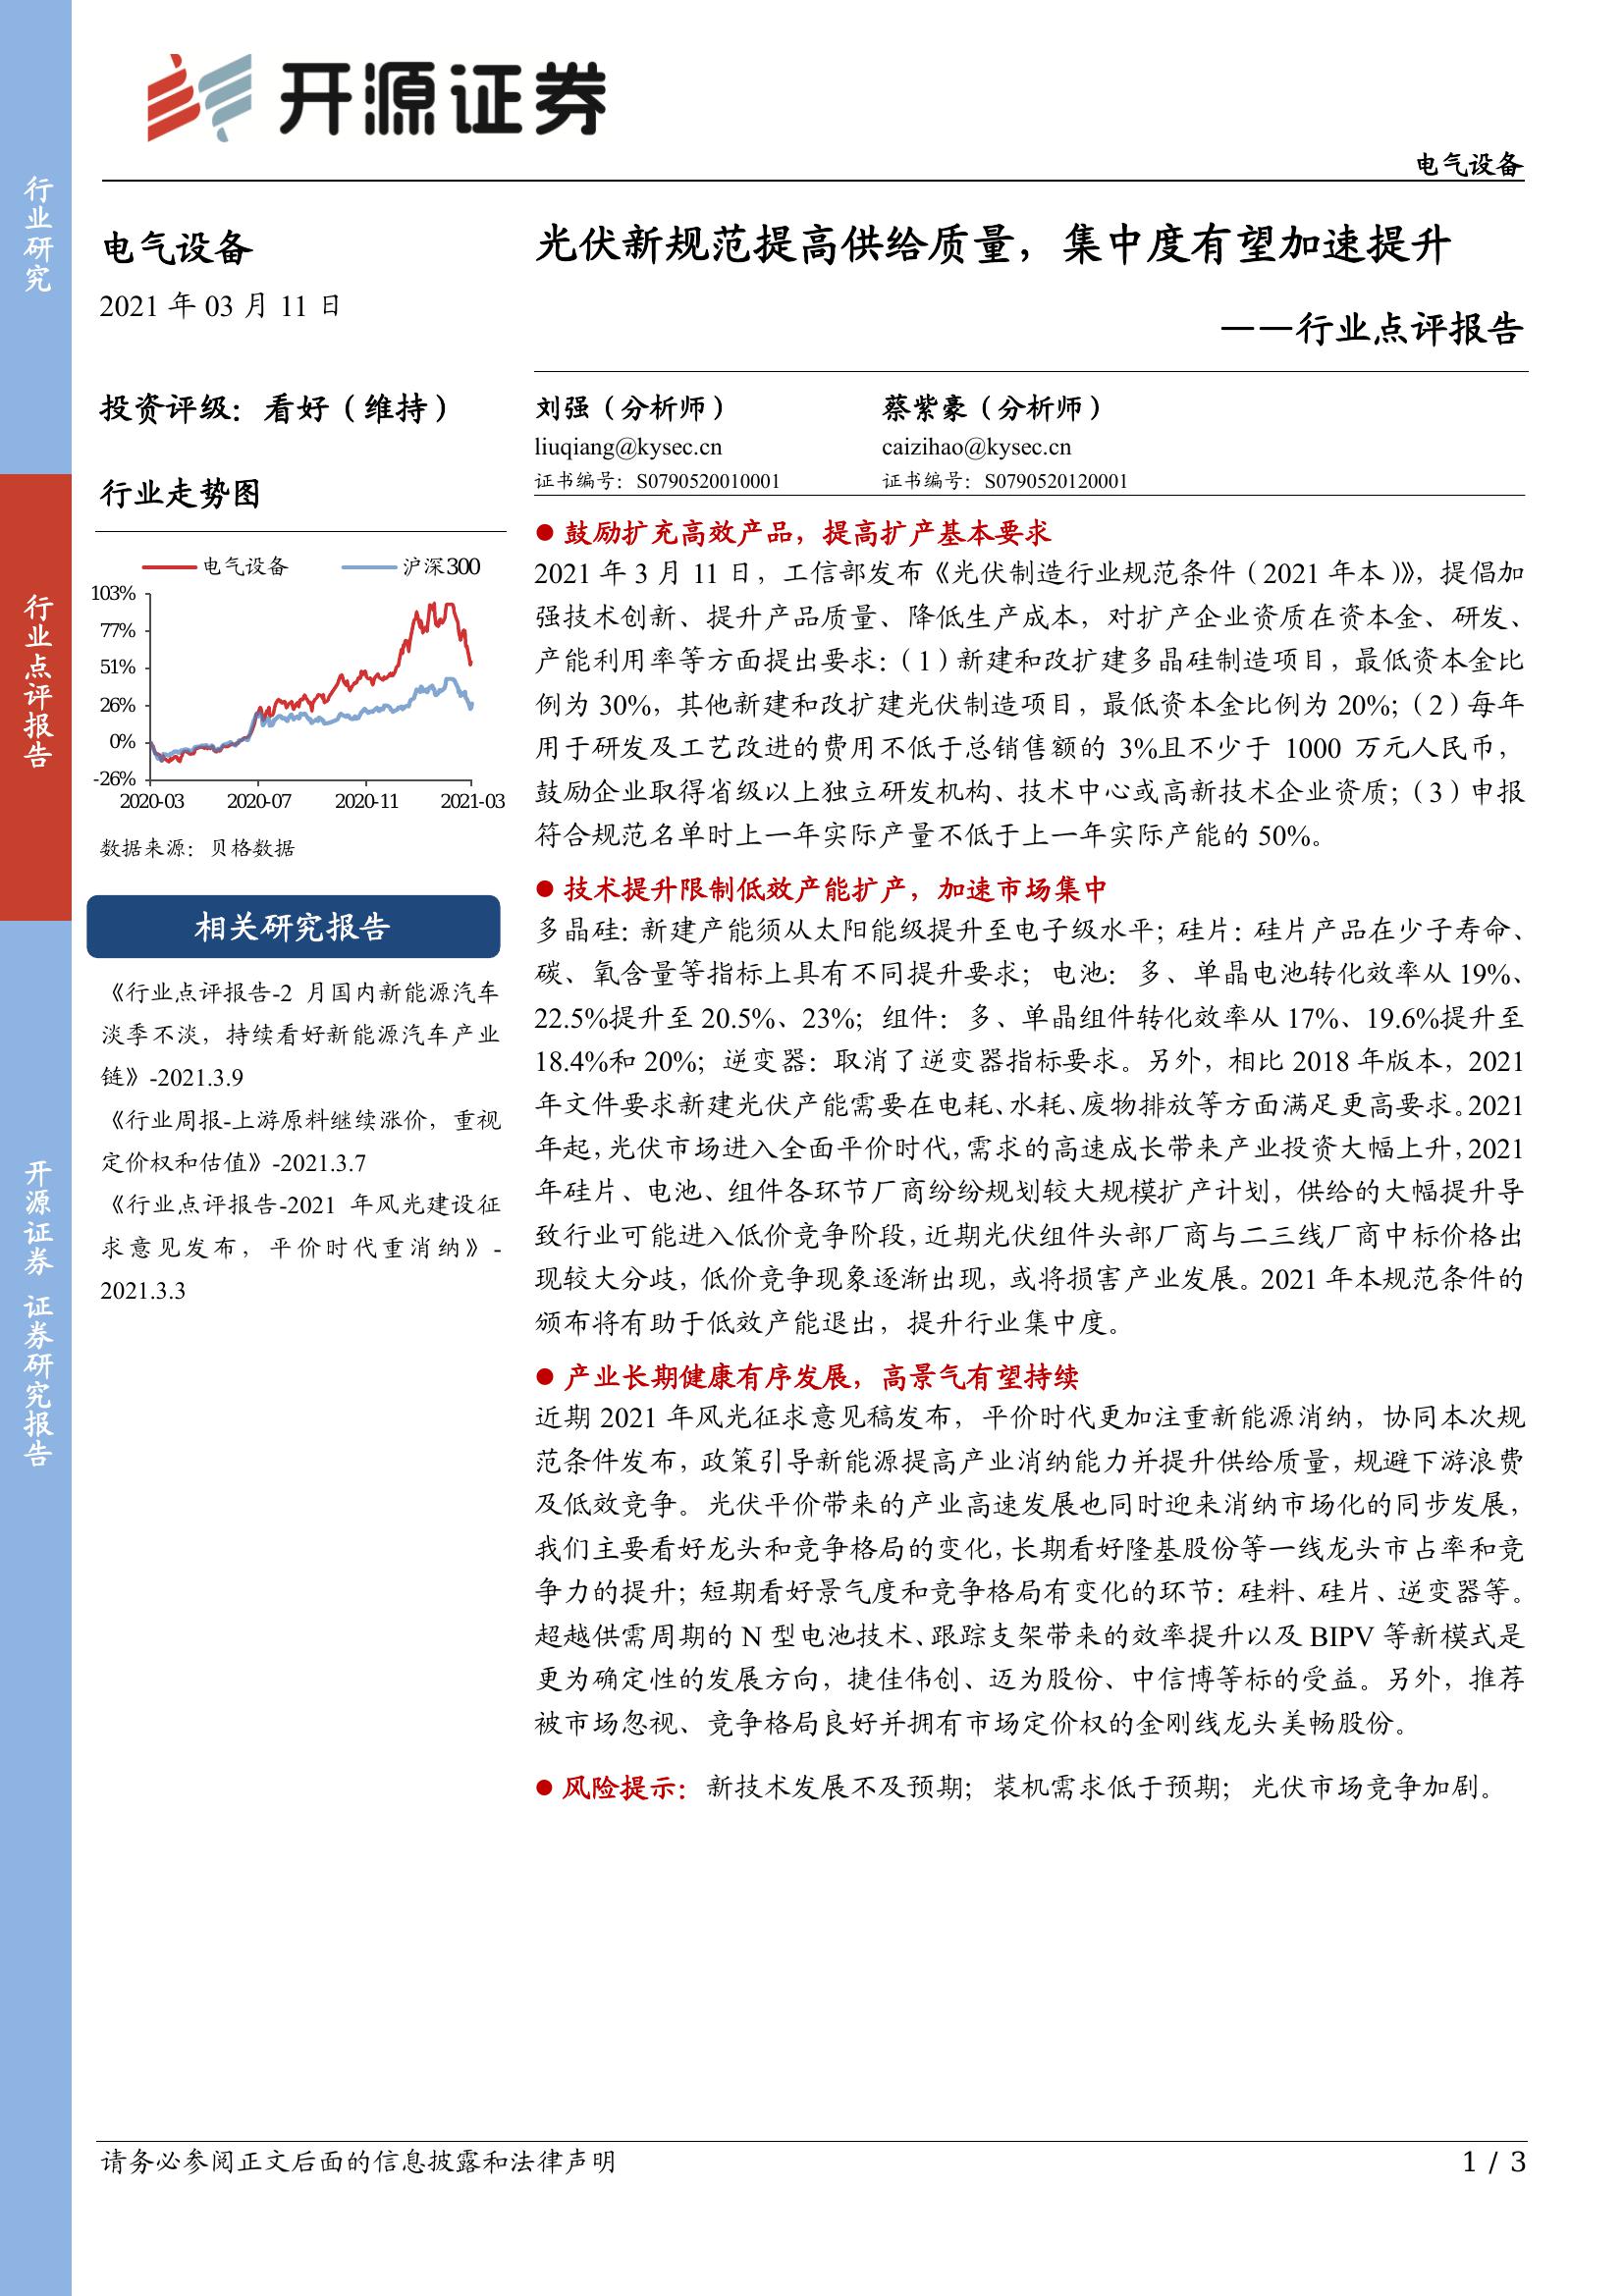 开源证券
电气设备
行业研究
行业点评报告
开源证券 证券研究报告
电气设备
2021 年 03 月 11 日
投资评级：看好（维持）
行业走势图
电气设备
沪深300
103%
77%
51%
26%
0%
-26%
2020-03
2020-07
2020-11
2021-03
数据来源：贝格数据
相关研究报告
《行业点评报告-2 月国内新能源汽车
淡季不淡，持续看好新能源汽车产业
链》-2021.3.9
《行业周报-上游原料继续涨价，重视
定价权和估值》-2021.3.7
《行业点评报告-2021 年风光建设征
求意见发布，平价时代重消纳》-
2021.3.3
光伏新规范提高供给质量，集中度有望加速提升
——行业点评报告
刘强（分析师）
蔡紫豪（分析师）
liuqiang@kysec.cn
caizihao@kysec.cn
证书编号：S0790520010001
证书编号：S0790520120001
● 鼓励扩充高效产品，提高扩产基本要求
2021 年 3 月 11 日，工信部发布《光伏制造行业规范条件（2021 年本）》，提倡加
强技术创新、提升产品质量、降低生产成本，对扩产企业资质在资本金、研发、
产能利用率等方面提出要求：（1）新建和改扩建多晶硅制造项目，最低资本金比
例为 30%，其他新建和改扩建光伏制造项目，最低资本金比例为 20%；（2）每年
用于研发及工艺改进的费用不低于总销售额的 3%且不少于 1000 万元人民币，
鼓励企业取得省级以上独立研发机构、技术中心或高新技术企业资质；（3）申报
符合规范名单时上一年实际产量不低于上一年实际产能的 50%。
● 技术提升限制低效产能扩产，加速市场集中
多晶硅：新建产能须从太阳能级提升至电子级水平；硅片：硅片产品在少子寿命、
碳、氧含量等指标上具有不同提升要求；电池：多、单晶电池转化效率从 19%、
22.5%提升至 20.5%、23%；组件：多、单晶组件转化效率从 17%、19.6%提升至
18.4%和 20%；逆变器：取消了逆变器指标要求。另外，相比 2018 年版本，2021
年文件要求新建光伏产能需要在电耗、水耗、废物排放等方面满足更高要求。2021
年起，光伏市场进入全面平价时代，需求的高速成长带来产业投资大幅上升，2021
年硅片、电池、组件各环节厂商纷纷规划较大规模扩产计划，供给的大幅提升导
致行业可能进入低价竞争阶段，近期光伏组件头部厂商与二三线厂商中标价格出
现较大分歧，低价竞争现象逐渐出现，或将损害产业发展。2021 年本规范条件的
颁布将有助于低效产能退出，提升行业集中度。
● 产业长期健康有序发展，高景气有望持续
近期 2021 年风光征求意见稿发布，平价时代更加注重新能源消纳，协同本次规
范条件发布，政策引导新能源提高产业消纳能力并提升供给质量，规避下游浪费
及低效竞争。光伏平价带来的产业高速发展也同时迎来消纳市场化的同步发展，
我们主要看好龙头和竞争格局的变化，长期看好隆基股份等一线龙头市占率和竞
争力的提升；短期看好景气度和竞争格局有变化的环节：硅料、硅片、逆变器等。
超越供需周期的 N 型电池技术、跟踪支架带来的效率提升以及 BIPV 等新模式是
更为确定性的发展方向，捷佳伟创、迈为股份、中信博等标的受益。另外，推荐
被市场忽视、竞争格局良好并拥有市场定价权的金刚线龙头美畅股份。
● 风险提示：新技术发展不及预期；装机需求低于预期；光伏市场竞争加剧。
请务必参阅正文后面的信息披露和法律声明
1 / 3